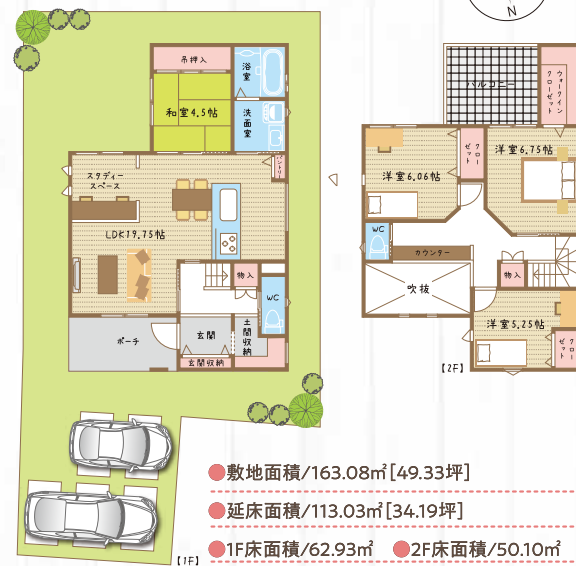 N
吊押入
浴室
和室4.5帖
洗面室
パントリー
スタディースペース
LDK19.75帖
物入
WC
ポーチ
玄関
土間収納
玄関収納
【1F】
バルコニー
ウォークインクローゼット
洋室6.06帖
クローゼット
洋室6.75帖
WC
カウンター
吹抜
物入
洋室5.25帖
クローゼット
【2F】
●敷地面積/163.08㎡[49.33坪]
●延床面積/113.03㎡[34.19坪]
●1F床面積/62.93㎡ ●2F床面積/50.10㎡